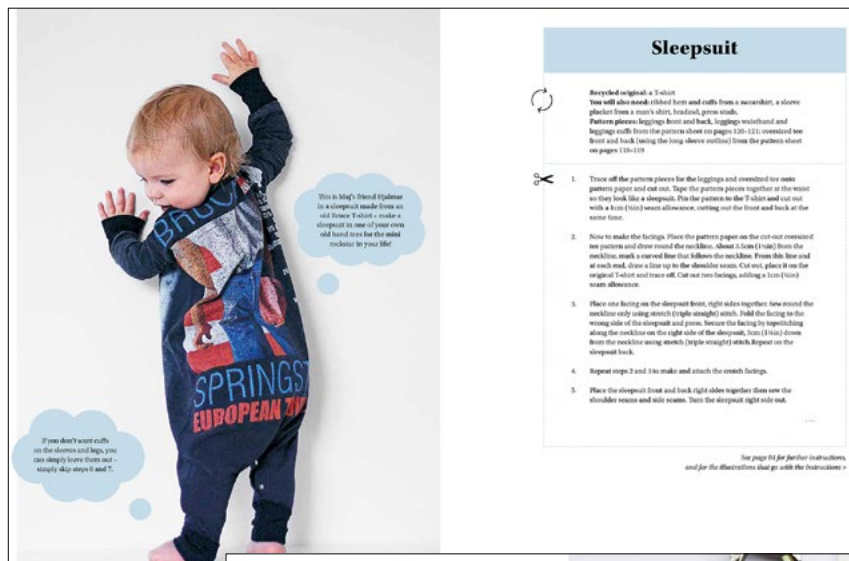 BRUCE
SPRINGST
EUROPEAN
This is Maj's friend Hjalmar
in a sleepsuit made from an
old Bruce T-shirt – make a
sleepsuit in one of your own
old band tees for the mini
rockstar in your life!
If you don't want cuffs
on the sleeves and legs, you
can simply leave them out –
simply skip steps 6 and 7.
Sleepsuit
Recycled original: a T-shirt
You will also need: ribbed hem and cuffs from a sweatshirt, a sleeve
placket from a man's shirt, bradawl, press studs.
Pattern pieces: leggings front and back, leggings waistband and
leggings cuffs from the pattern sheet on pages 120–121; oversized tee
front and back (using the long-sleeve outline) from the pattern sheet
on pages 118–119
1. Trace off the pattern pieces for the leggings and oversized tee onto
pattern paper and cut out. Tape the pattern pieces together at the waist
so they look like a sleepsuit. Pin the pattern to the T-shirt and cut out
with a 1cm (⅜in) seam allowance, cutting out the front and back at the
same time.
2. Now to make the facings. Place the pattern paper on the cut-out oversized
tee pattern and draw round the neckline. About 3.5cm (1½in) from the
neckline, mark a curved line that follows the neckline. From this line and
at each end, draw a line up to the shoulder seam. Cut out, place it on the
original T-shirt and trace off. Cut out two facings, adding a 1cm (⅜in)
seam allowance.
3. Place one facing on the sleepsuit front, right sides together. Sew round the
neckline only using stretch (triple straight) stitch. Fold the facing to the
wrong side of the sleepsuit and press. Secure the facing by topstitching
along the neckline on the right side of the sleepsuit, 3cm (1¼in) down
from the neckline using stretch (triple straight) stitch.Repeat on the
sleepsuit back.
4. Repeat steps 2 and 3 to make and attach the crotch facings.
5. Place the sleepsuit front and back right sides together then sew the
shoulder seams and side seams. Turn the sleepsuit right side out.
...
See page 64 for further instructions,
and for the illustrations that go with the instructions >